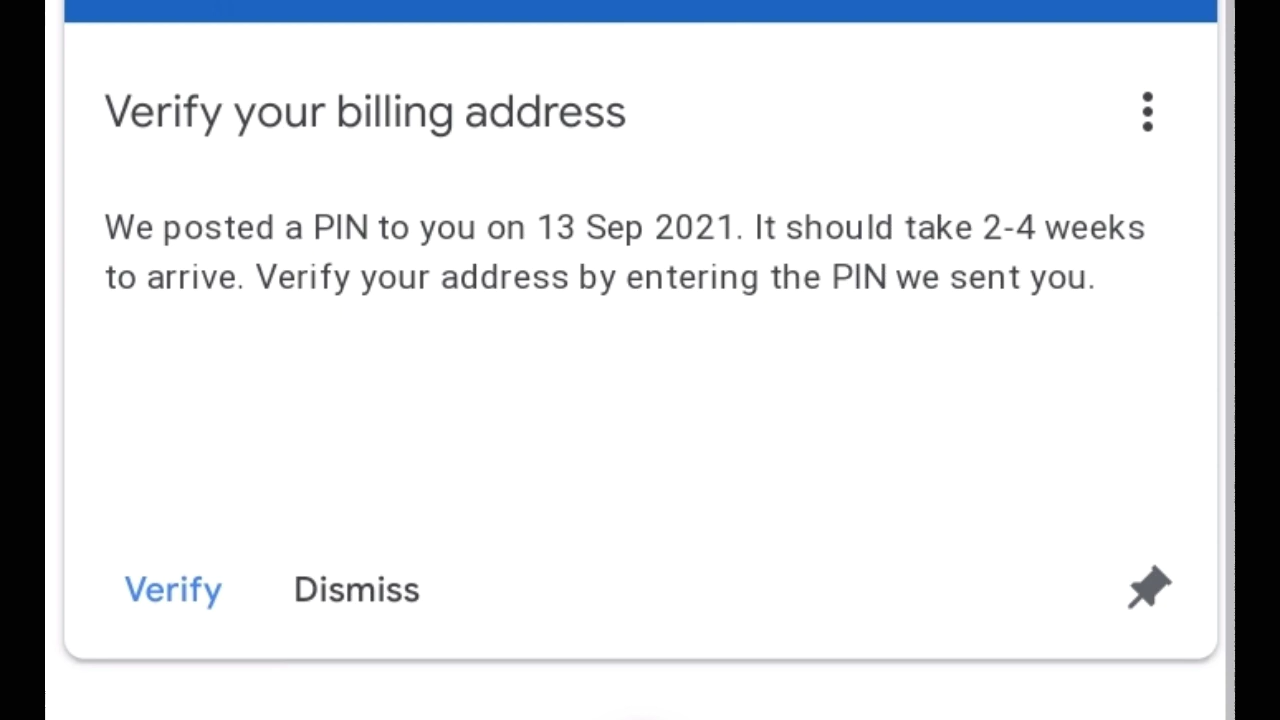 Verify your billing address
We posted a PIN to you on 13 Sep 2021. It should take 2-4 weeks
to arrive. Verify your address by entering the PIN we sent you.
Verify Dismiss